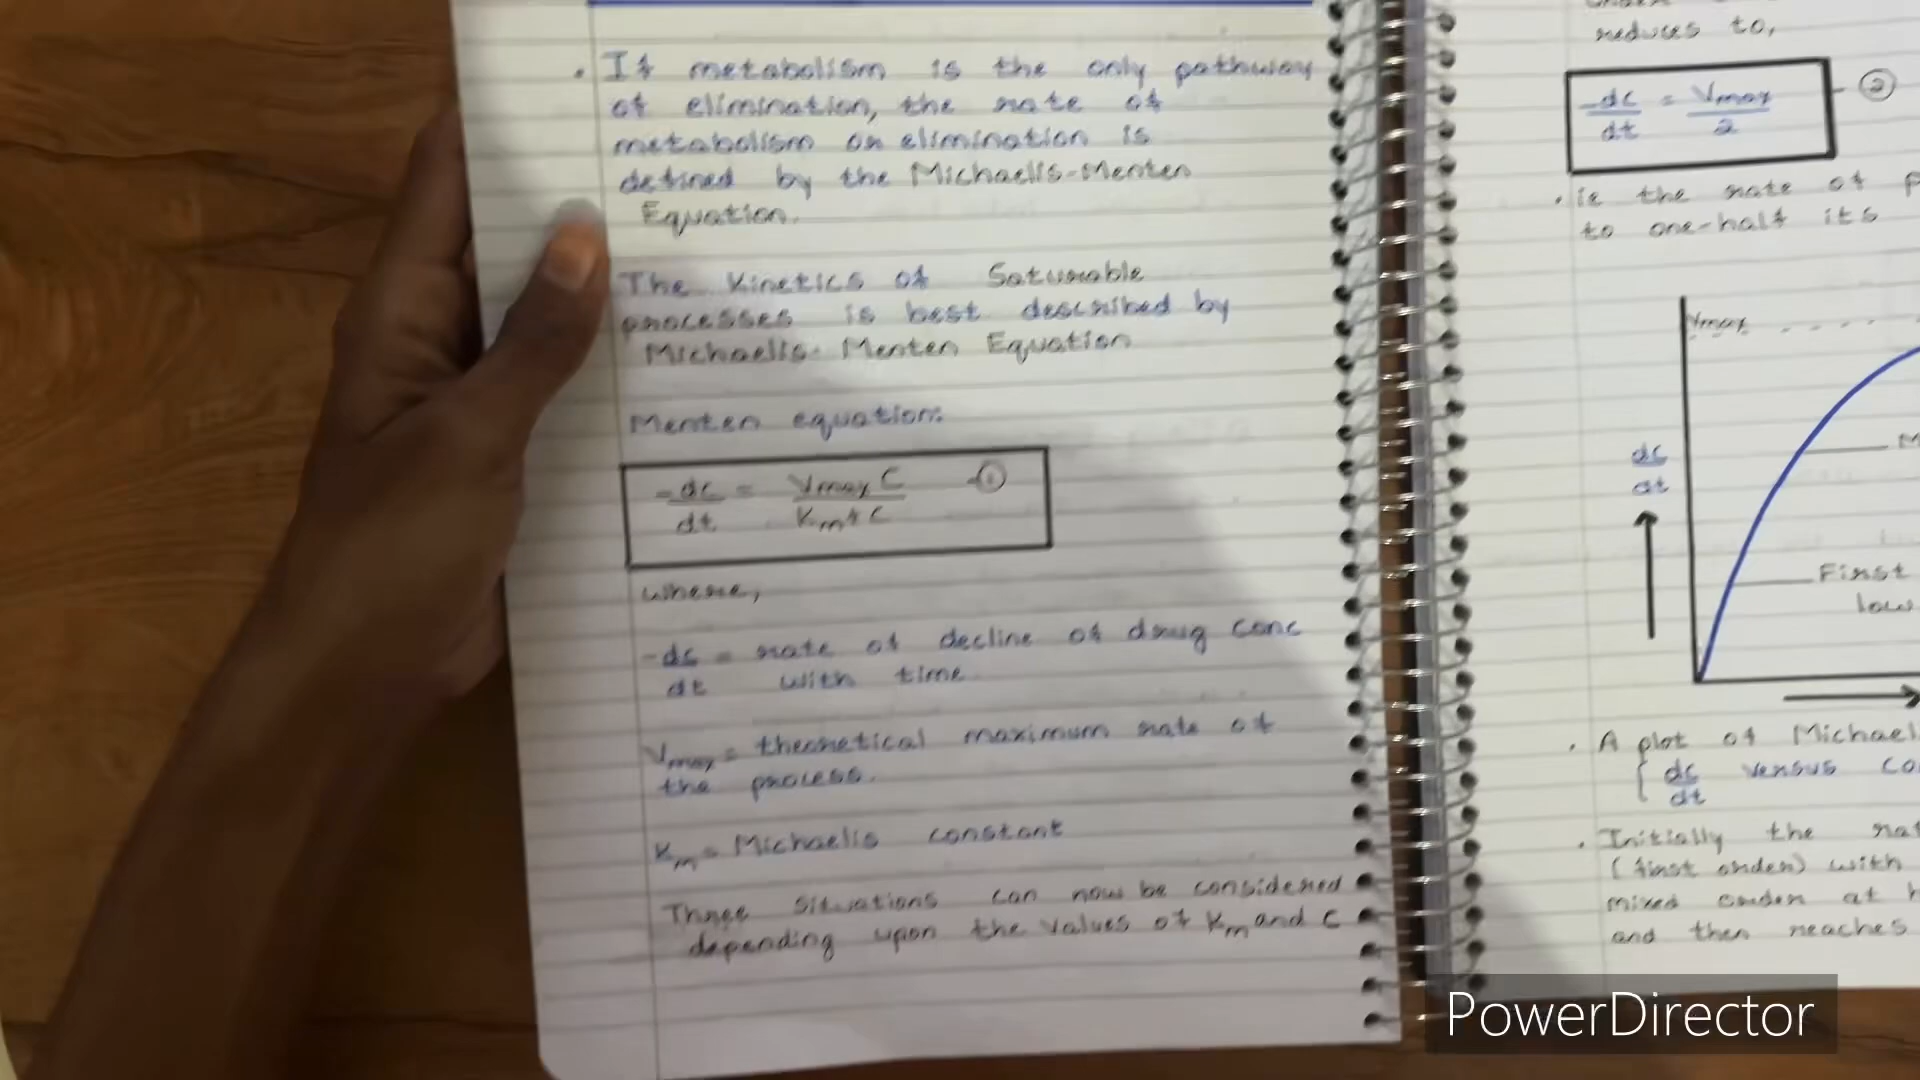 • If metabolism is the only pathway
of elimination, the rate of
metabolism or elimination is
defined by the Michaelis-Menten
Equation.
The Kinetics of Saturable
processes is best described by
Michaelis-Menten Equation
Menten equation:
-dc/dt = Vmax C / Km + C -①
where,
-dc/dt = rate of decline of drug conc
with time
Vmax = theoretical maximum rate of
the process.
Km = Michaelis constant
Three situations can now be considered
depending upon the values of Km and C
reduces to,
-dc/dt = Vmax/2 - ②
• ie the rate of
to one-half its
Vmax
dc/dt
First
low
• A plot of Michael
{ dc/dt versus
• Initially the
(first order) with
mixed order at
and then reaches
PowerDirector